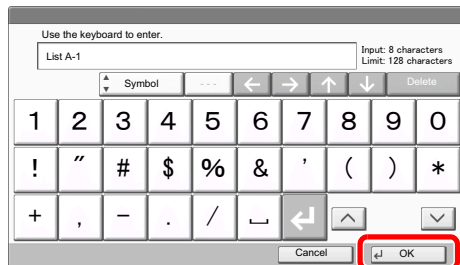 Use the keyboard to enter.
List A-1
Input: 8 characters
Limit: 128 characters
Symbol - - - ← → ↑ ↓ Delete
1 2 3 4 5 6 7 8 9 0
! " # $ % & ' ( ) *
+ , - . / ␣ ↵
Cancel ↵ OK